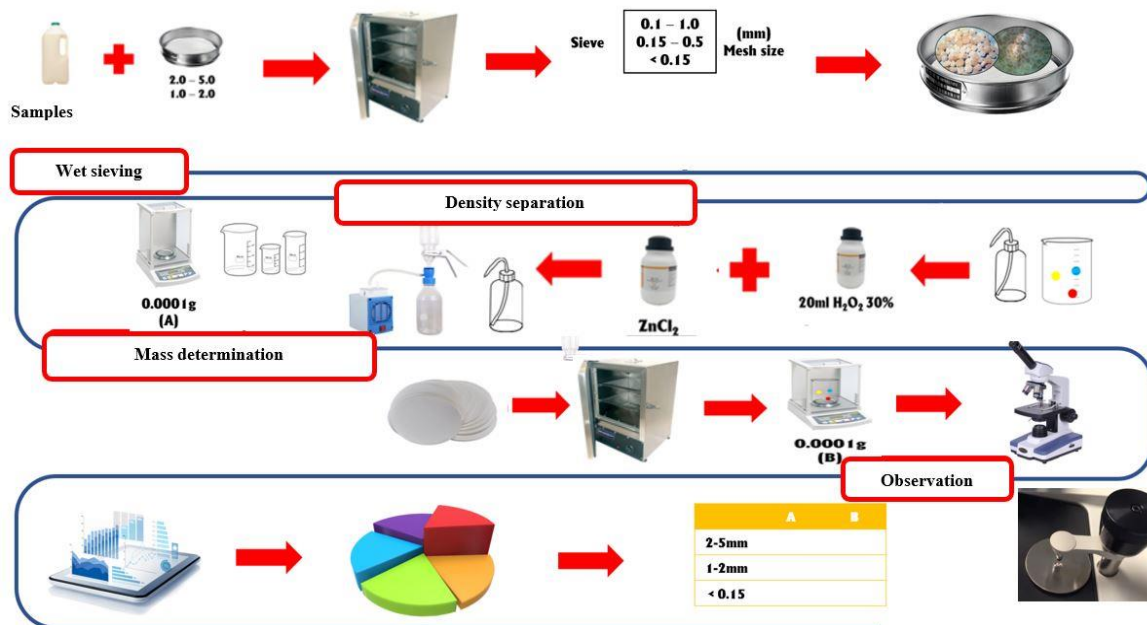 Samples
2.0 – 5.0
1.0 – 2.0
Sieve
0.1 – 1.0
0.15 – 0.5
< 0.15
(mm)
Mesh size
Wet sieving
Density separation
0.0001g
(A)
ZnCl₂
20ml H₂O₂ 30%
Mass determination
0.0001g
(B)
Observation
A B
2-5mm
1-2mm
< 0.15